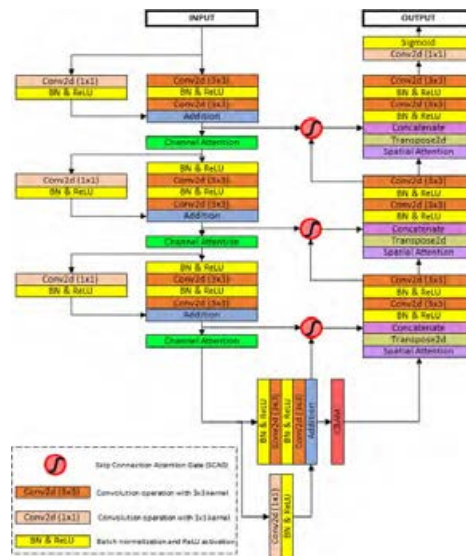 INPUT
OUTPUT
Sigmoid
Conv2d (1x1)
Conv2d (1x1)
BN & ReLU
Conv2d (3x3)
BN & ReLU
Conv2d (3x3)
Addition
Channel Attention
Conv2d (3x3)
BN & ReLU
Conv2d (3x3)
BN & ReLU
Concatenate
Transpose2d
Spatial Attention
Conv2d (1x1)
BN & ReLU
BN & ReLU
Conv2d (3x3)
BN & ReLU
Conv2d (3x3)
Addition
Channel Attention
Conv2d (3x3)
BN & ReLU
Conv2d (3x3)
BN & ReLU
Concatenate
Transpose2d
Spatial Attention
Conv2d (1x1)
BN & ReLU
BN & ReLU
Conv2d (3x3)
BN & ReLU
Conv2d (3x3)
Addition
Channel Attention
Conv2d (3x3)
BN & ReLU
Conv2d (3x3)
BN & ReLU
Concatenate
Transpose2d
Spatial Attention
BN & ReLU
Conv2d (3x3)
BN & ReLU
Conv2d (3x3)
Addition
CBAM
Conv2d (1x1)
BN & ReLU
Skip Connection Attention Gate (SCAG)
Conv2d (3x3)
Convolution operation with 3x3 kernel
Conv2d (1x1)
Convolution operation with 1x1 kernel
BN & ReLU
Batch normalization and ReLU activation